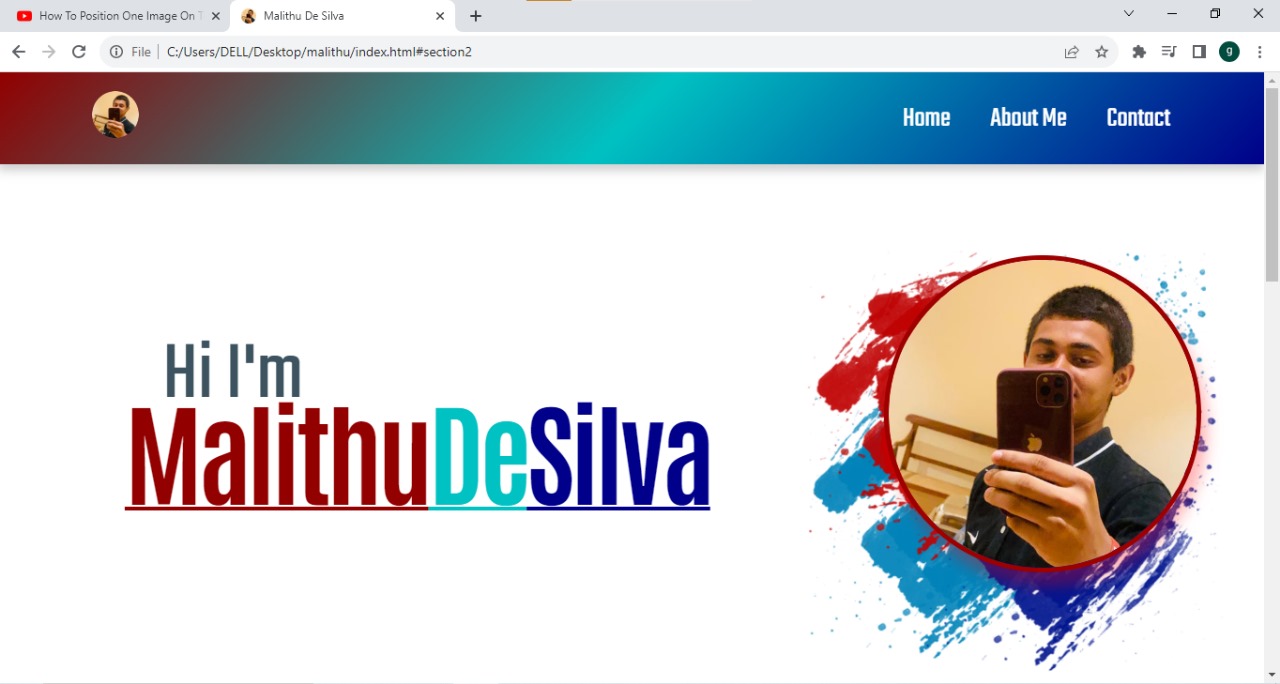 How To Position One Image On T
Malithu De Silva
File C:/Users/DELL/Desktop/malithu/index.html#section2
g
Home About Me Contact
Hi I'm
MalithuDeSilva